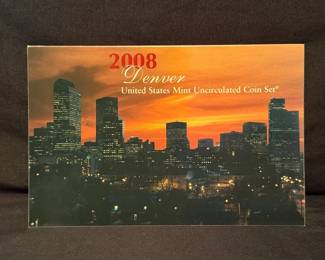 2008
Denver
United States Mint Uncirculated Coin Set®